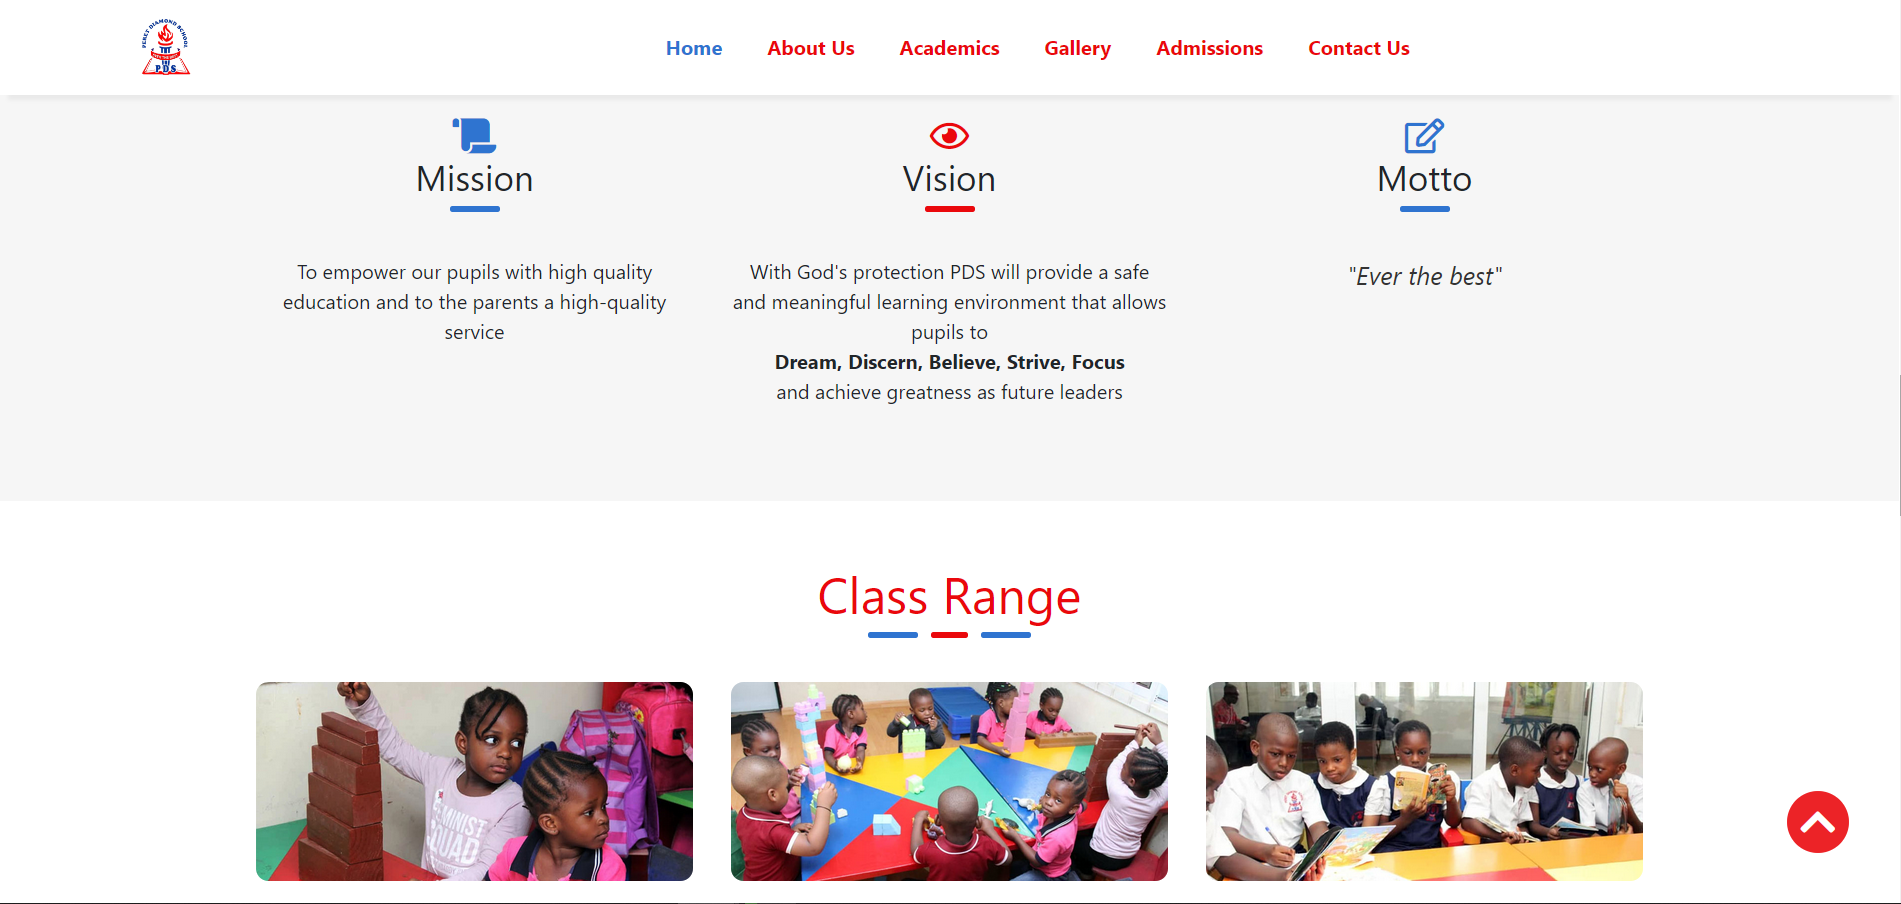 PERET DIAMOND SCHOOL
PDS
Home About Us Academics Gallery Admissions Contact Us
Mission
Vision
Motto
To empower our pupils with high quality
education and to the parents a high-quality
service
With God's protection PDS will provide a safe
and meaningful learning environment that allows
pupils to
Dream, Discern, Believe, Strive, Focus
and achieve greatness as future leaders
"Ever the best"
Class Range
FEMINIST
SQUAD